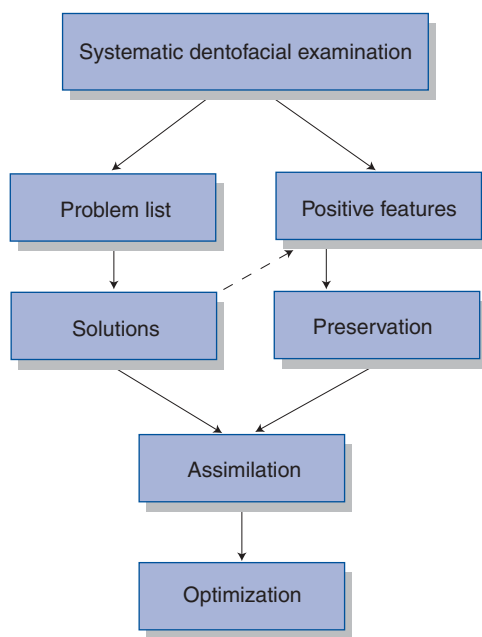 Systematic dentofacial examination
Problem list
Positive features
Solutions
Preservation
Assimilation
Optimization